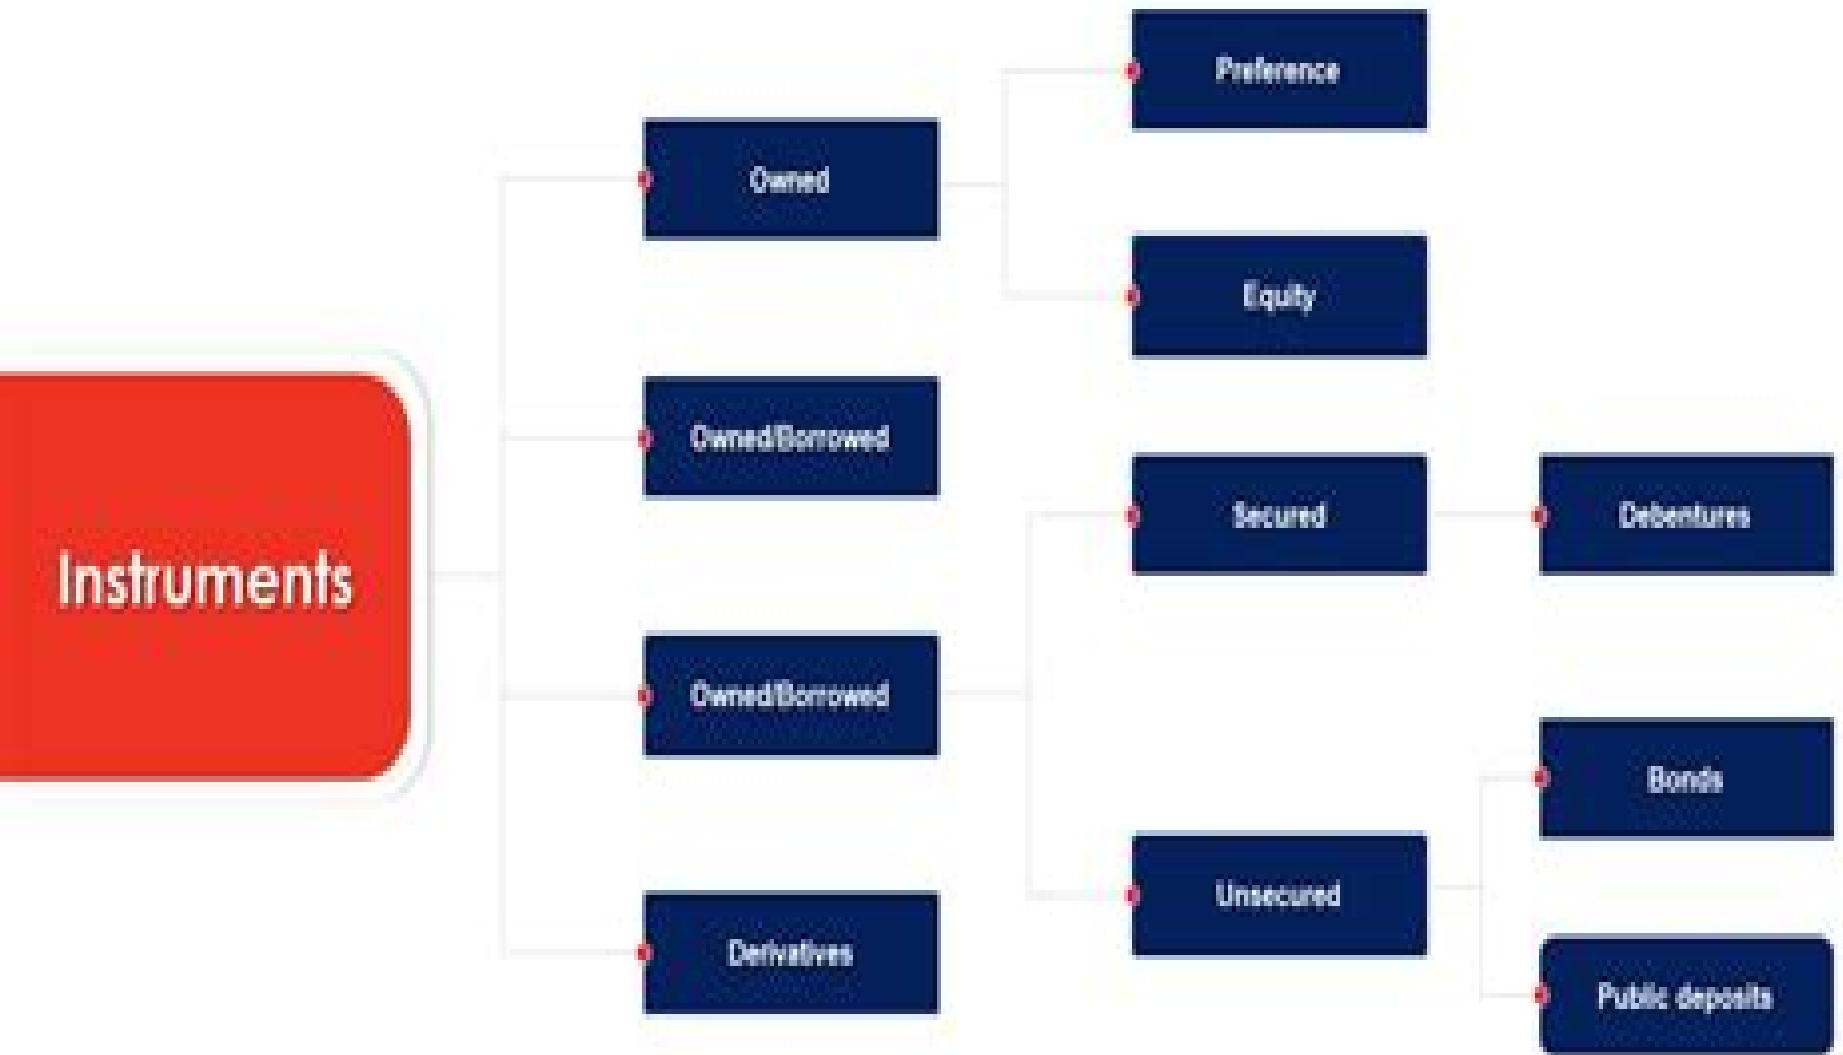 Instruments
Owned
Preference
Equity
Owned/Borrowed
Owned/Borrowed
Secured
Debentures
Unsecured
Bonds
Public deposits
Derivatives